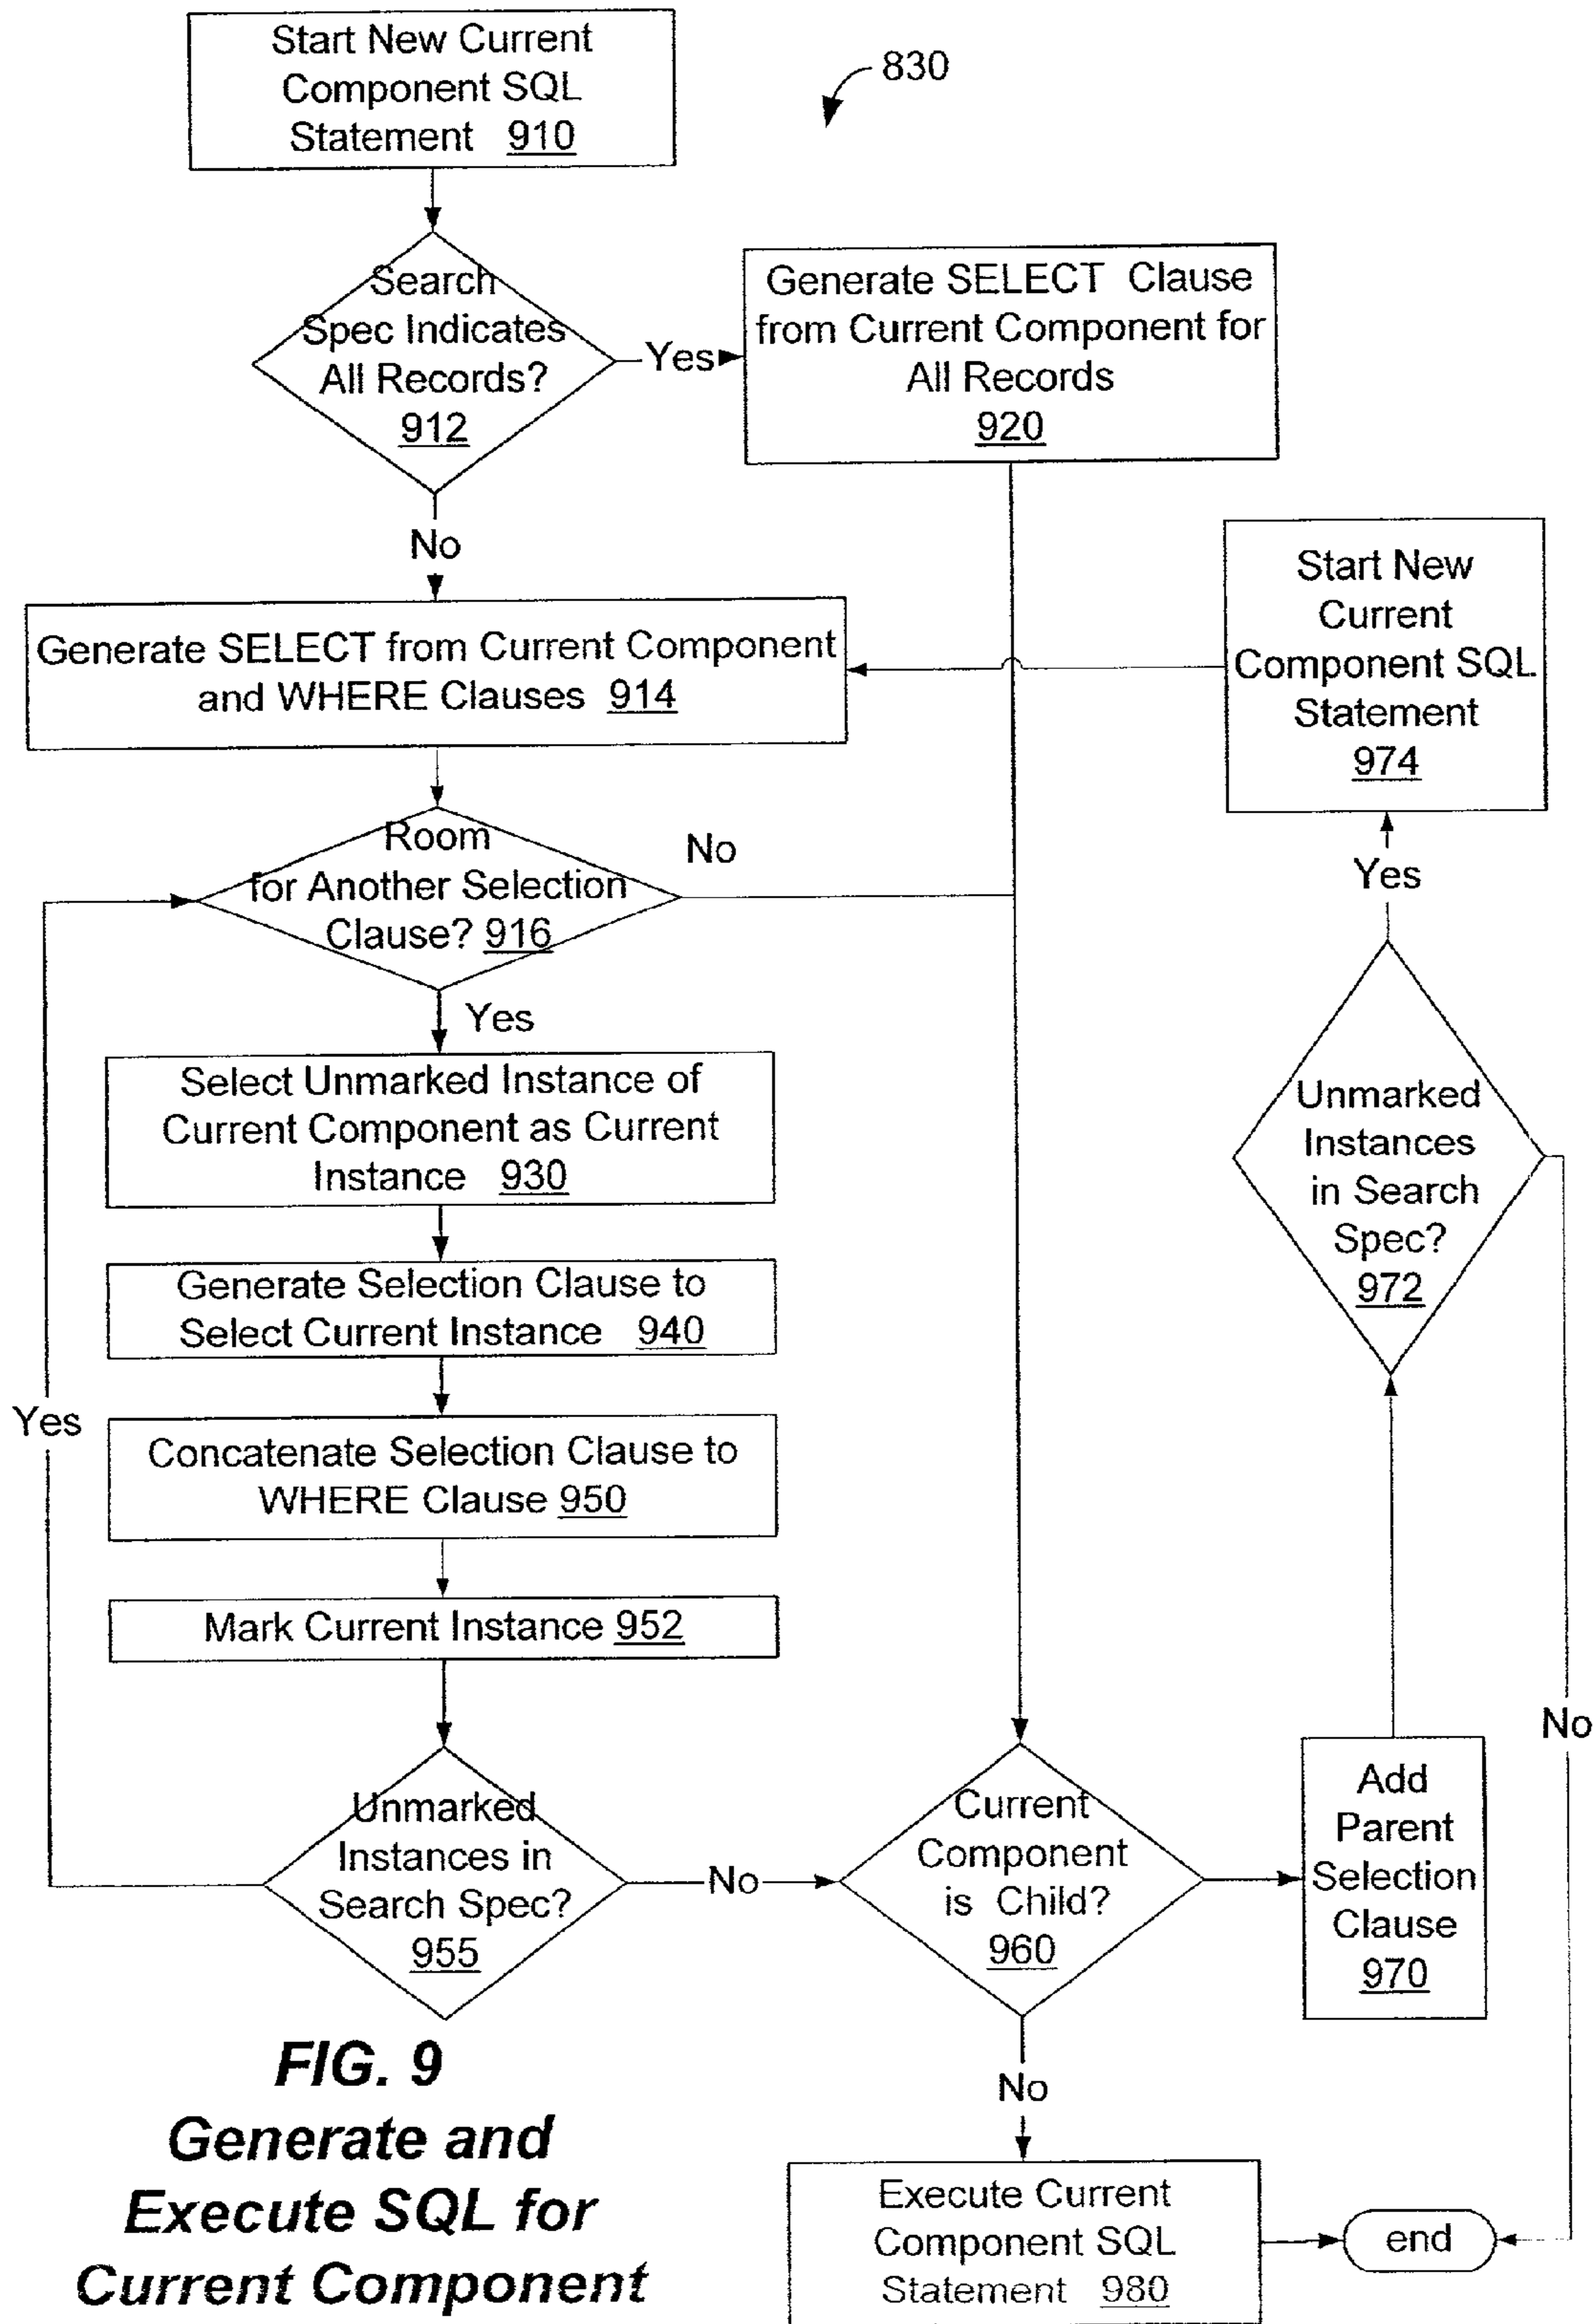 Start New Current
Component SQL
Statement 910
830
Search
Spec Indicates
All Records?
912
Yes
Generate SELECT Clause
from Current Component for
All Records
920
No
Generate SELECT from Current Component
and WHERE Clauses 914
Start New
Current
Component SQL
Statement
974
Room
for Another Selection
Clause? 916
No
Yes
Yes
Select Unmarked Instance of
Current Component as Current
Instance 930
Unmarked
Instances
in Search
Spec?
972
Generate Selection Clause to
Select Current Instance 940
Yes
Concatenate Selection Clause to
WHERE Clause 950
Mark Current Instance 952
No
Unmarked
Instances in
Search Spec?
955
No
Current
Component
is Child?
960
Add
Parent
Selection
Clause
970
No
Execute Current
Component SQL
Statement 980
end
FIG. 9
Generate and
Execute SQL for
Current Component